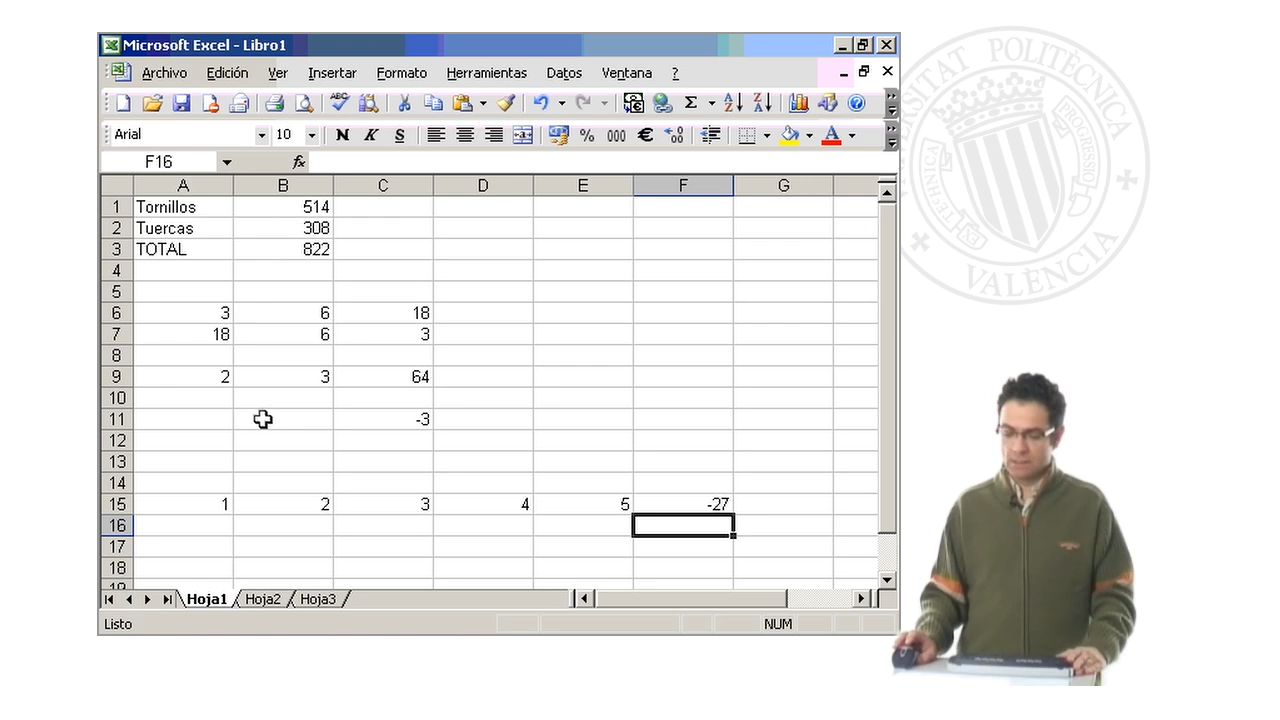 Microsoft Excel - Libro1
Archivo Edición Ver Insertar Formato Herramientas Datos Ventana ?
Arial 10 N K S % 000 €
F16 fx
A B C D E F G
1 Tornillos 514
2 Tuercas 308
3 TOTAL 822
4
5
6 3 6 18
7 18 6 3
8
9 2 3 64
10
11 -3
12
13
14
15 1 2 3 4 5 -27
16
17
18
19
Hoja1 Hoja2 Hoja3
Listo NUM
POLITÈCNICA
VALÈNCIA